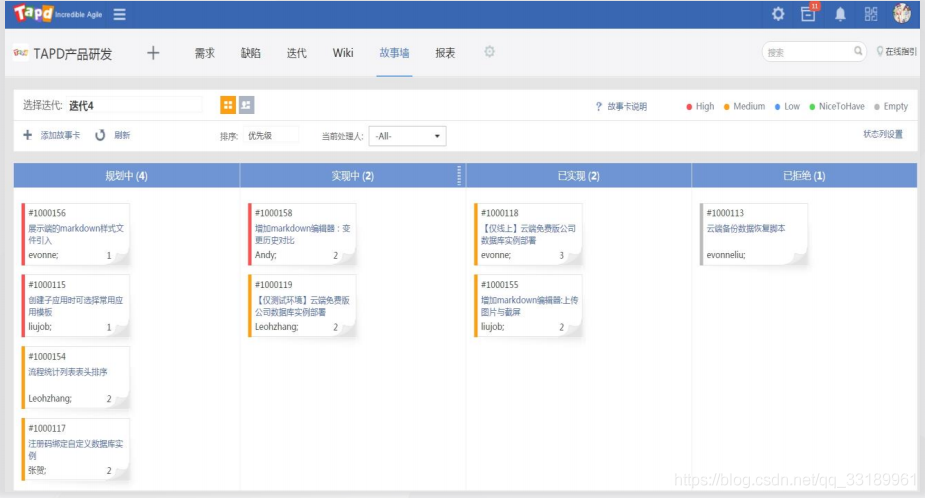 Tapd Incredible Agile
11
TAPD产品研发
需求 缺陷 迭代 Wiki 故事墙 报表
搜索
在线指引
选择迭代: 迭代4
? 故事卡说明
High Medium Low NiceToHave Empty
添加故事卡 刷新
排序: 优先级
当前处理人: -All-
状态列设置
规划中 (4)
#1000156
展示端的markdown样式文
件引入
evonne; 1
#1000115
创建子应用时可选择常用应
用模板
liujob; 1
#1000154
流程统计列表表头排序
Leohzhang; 2
#1000117
注册码绑定自定义数据库实
例
张贺; 2
实现中 (2)
#1000158
增加markdown编辑器：变
更历史对比
Andy; 2
#1000119
【仅测试环境】云端免费版
公司数据库实例部署
Leohzhang; 2
已实现 (2)
#1000118
【仅线上】云端免费版公司
数据库实例部署
evonne; 3
#1000155
增加markdown编辑器:上传
图片与截屏
liujob; 2
已拒绝 (1)
#1000113
云端备份数据恢复脚本
evonneliu;
https://blog.csdn.net/qq_33189961